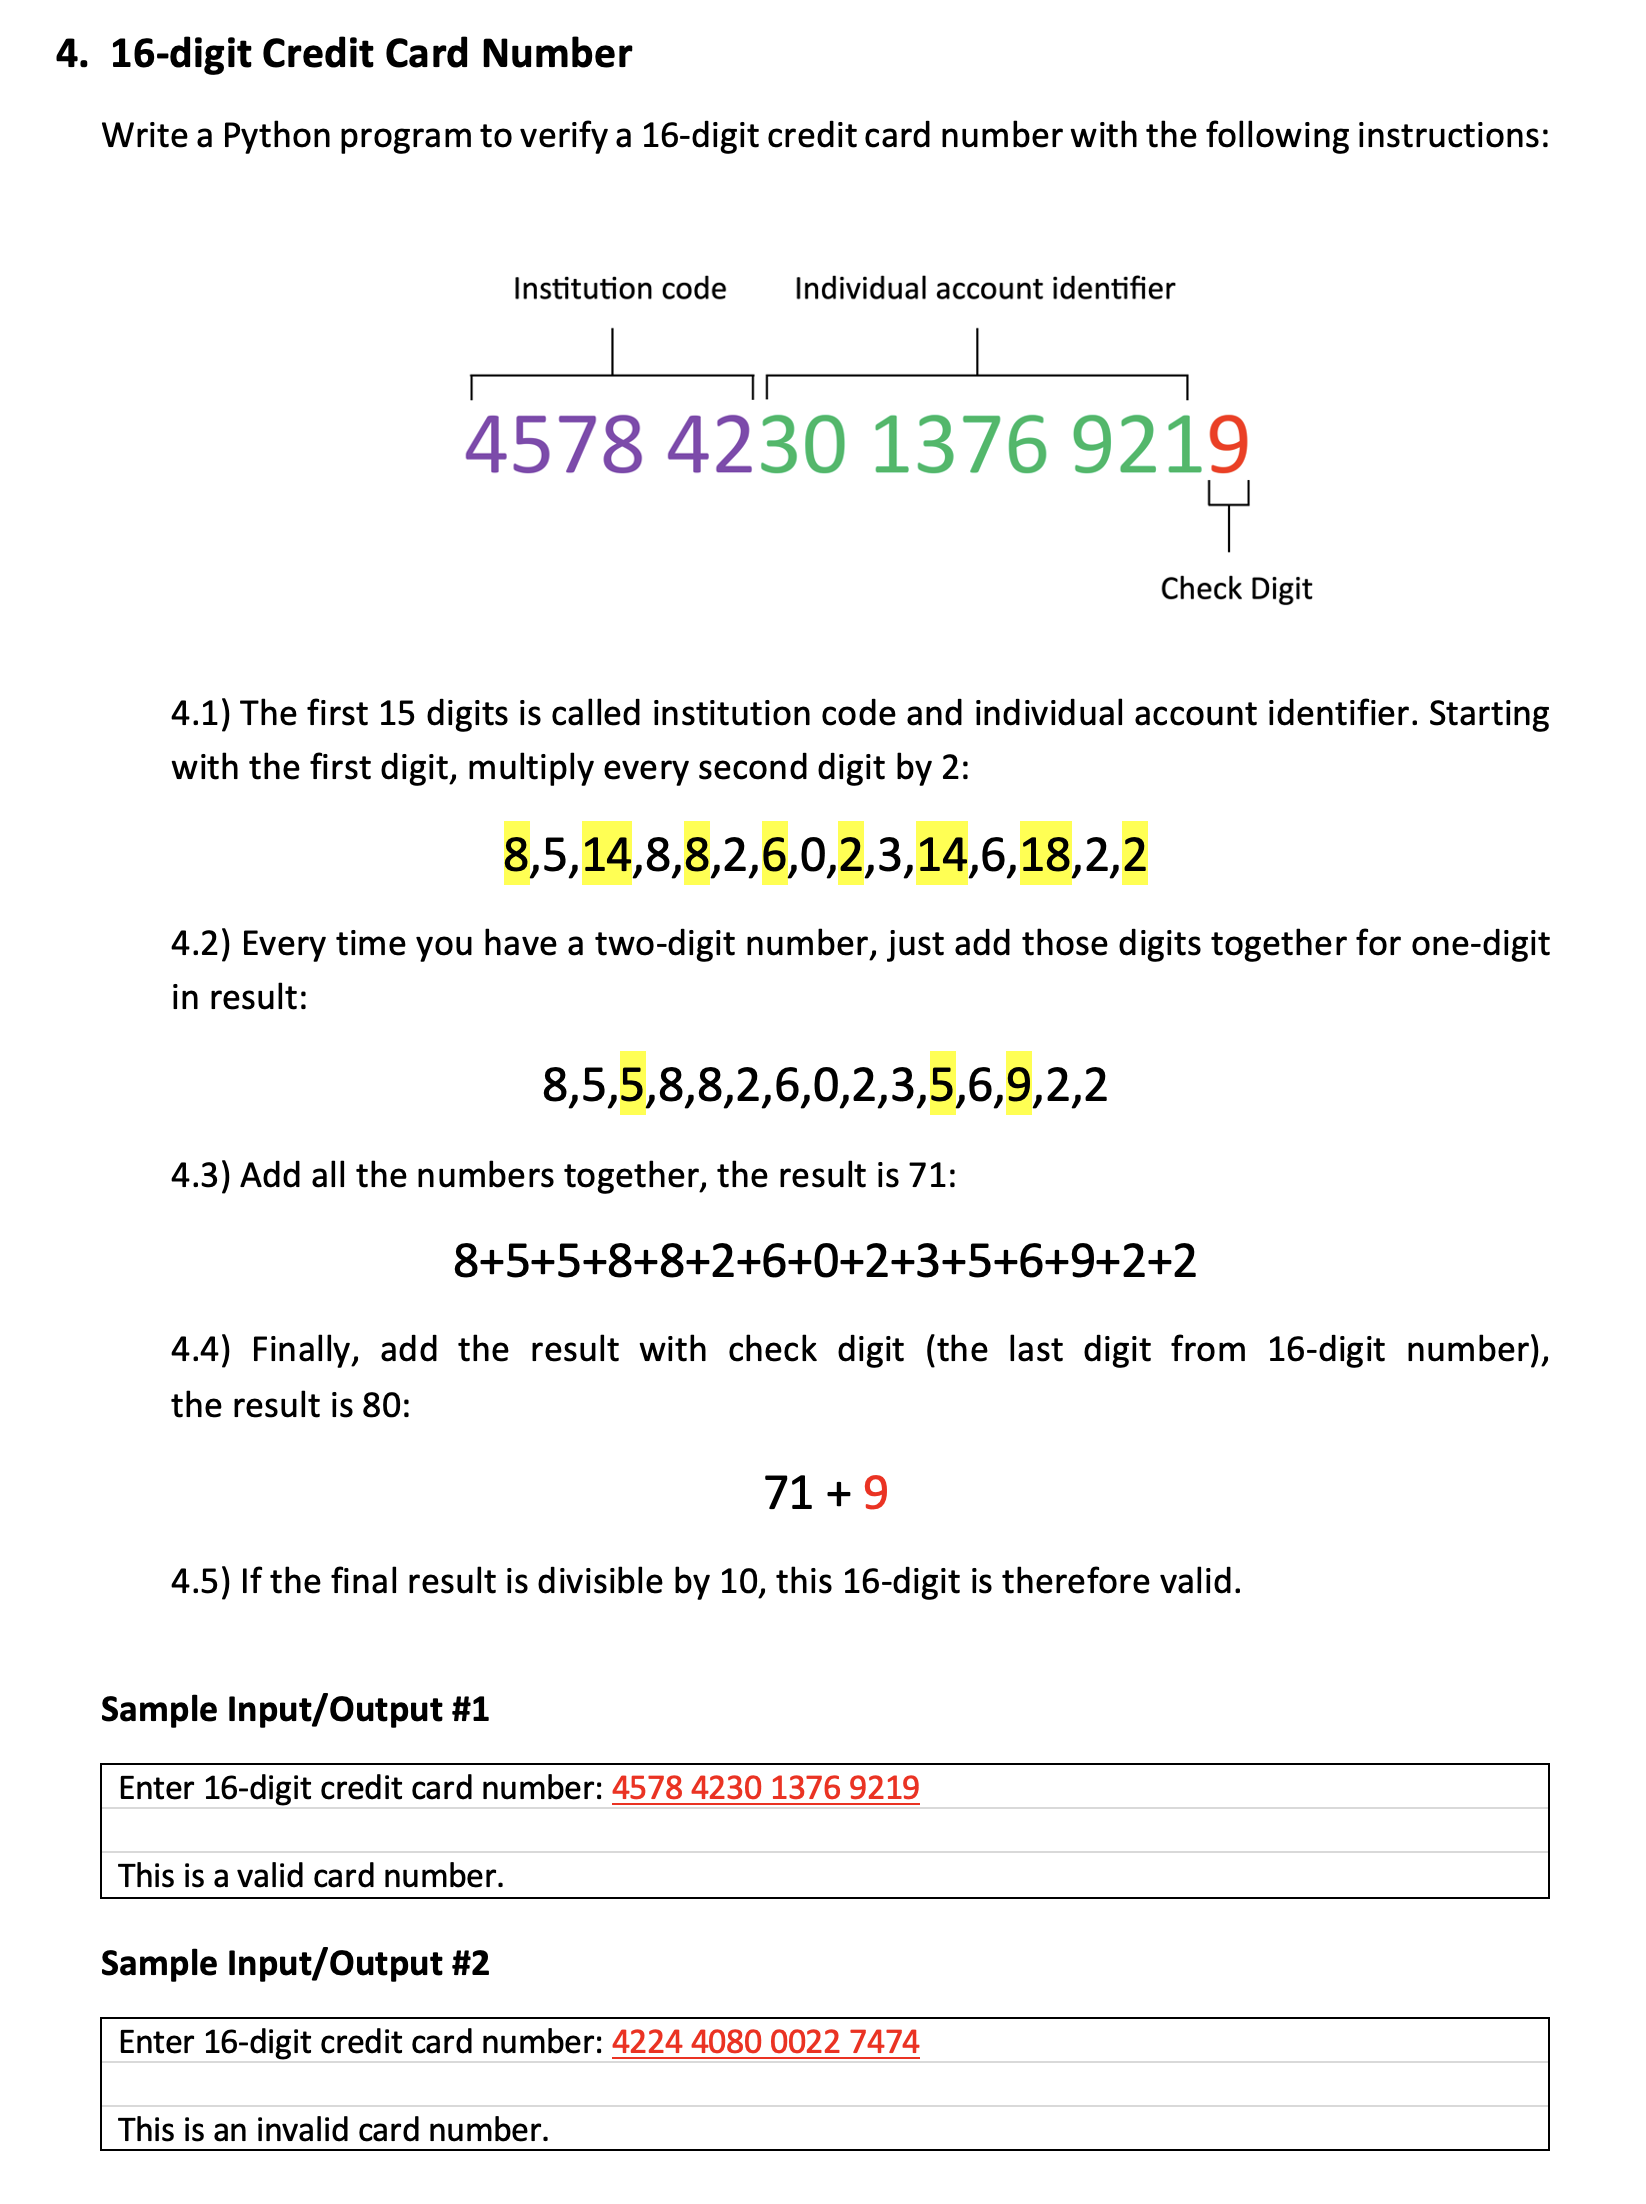 4. 16-digit Credit Card Number
Write a Python program to verify a 16-digit credit card number with the following instructions:
Institution code Individual account identifier
4578 4230 1376 9219
Check Digit
4.1) The first 15 digits is called institution code and individual account identifier. Starting
with the first digit, multiply every second digit by 2:
8,5,14,8,8,2,6,0,2,3,14,6,18,2,2
4.2) Every time you have a two-digit number, just add those digits together for one-digit
in result:
8,5,5,8,8,2,6,0,2,3,5,6,9,2,2
4.3) Add all the numbers together, the result is 71:
8+5+5+8+8+2+6+0+2+3+5+6+9+2+2
4.4) Finally, add the result with check digit (the last digit from 16-digit number),
the result is 80:
71 + 9
4.5) If the final result is divisible by 10, this 16-digit is therefore valid.
Sample Input/Output #1
Enter 16-digit credit card number: 4578 4230 1376 9219
This is a valid card number.
Sample Input/Output #2
Enter 16-digit credit card number: 4224 4080 0022 7474
This is an invalid card number.